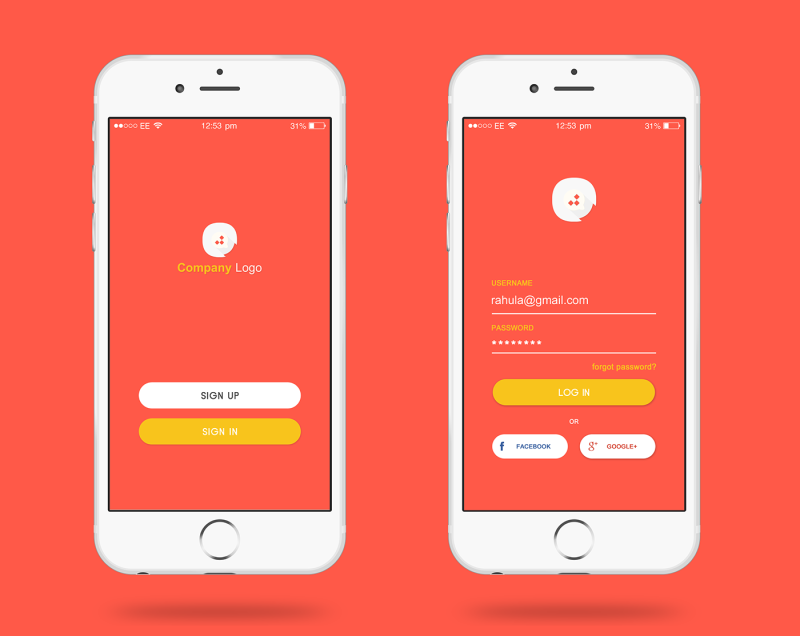 EE 12:53 pm 31%
Company Logo
SIGN UP
SIGN IN
EE 12:53 pm 31%
USERNAME
rahula@gmail.com
PASSWORD
********
forgot password?
LOG IN
OR
f FACEBOOK
g+ GOOGLE+